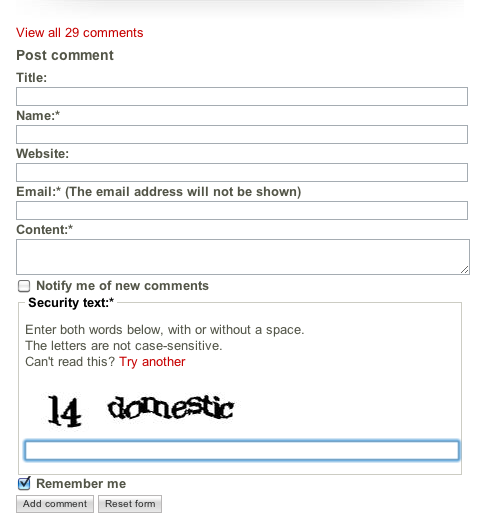 View all 29 comments
Post comment
Title:
Name:*
Website:
Email:* (The email address will not be shown)
Content:*
Notify me of new comments
Security text:*
Enter both words below, with or without a space.
The letters are not case-sensitive.
Can't read this? Try another
14 domestic
Remember me
Add comment Reset form